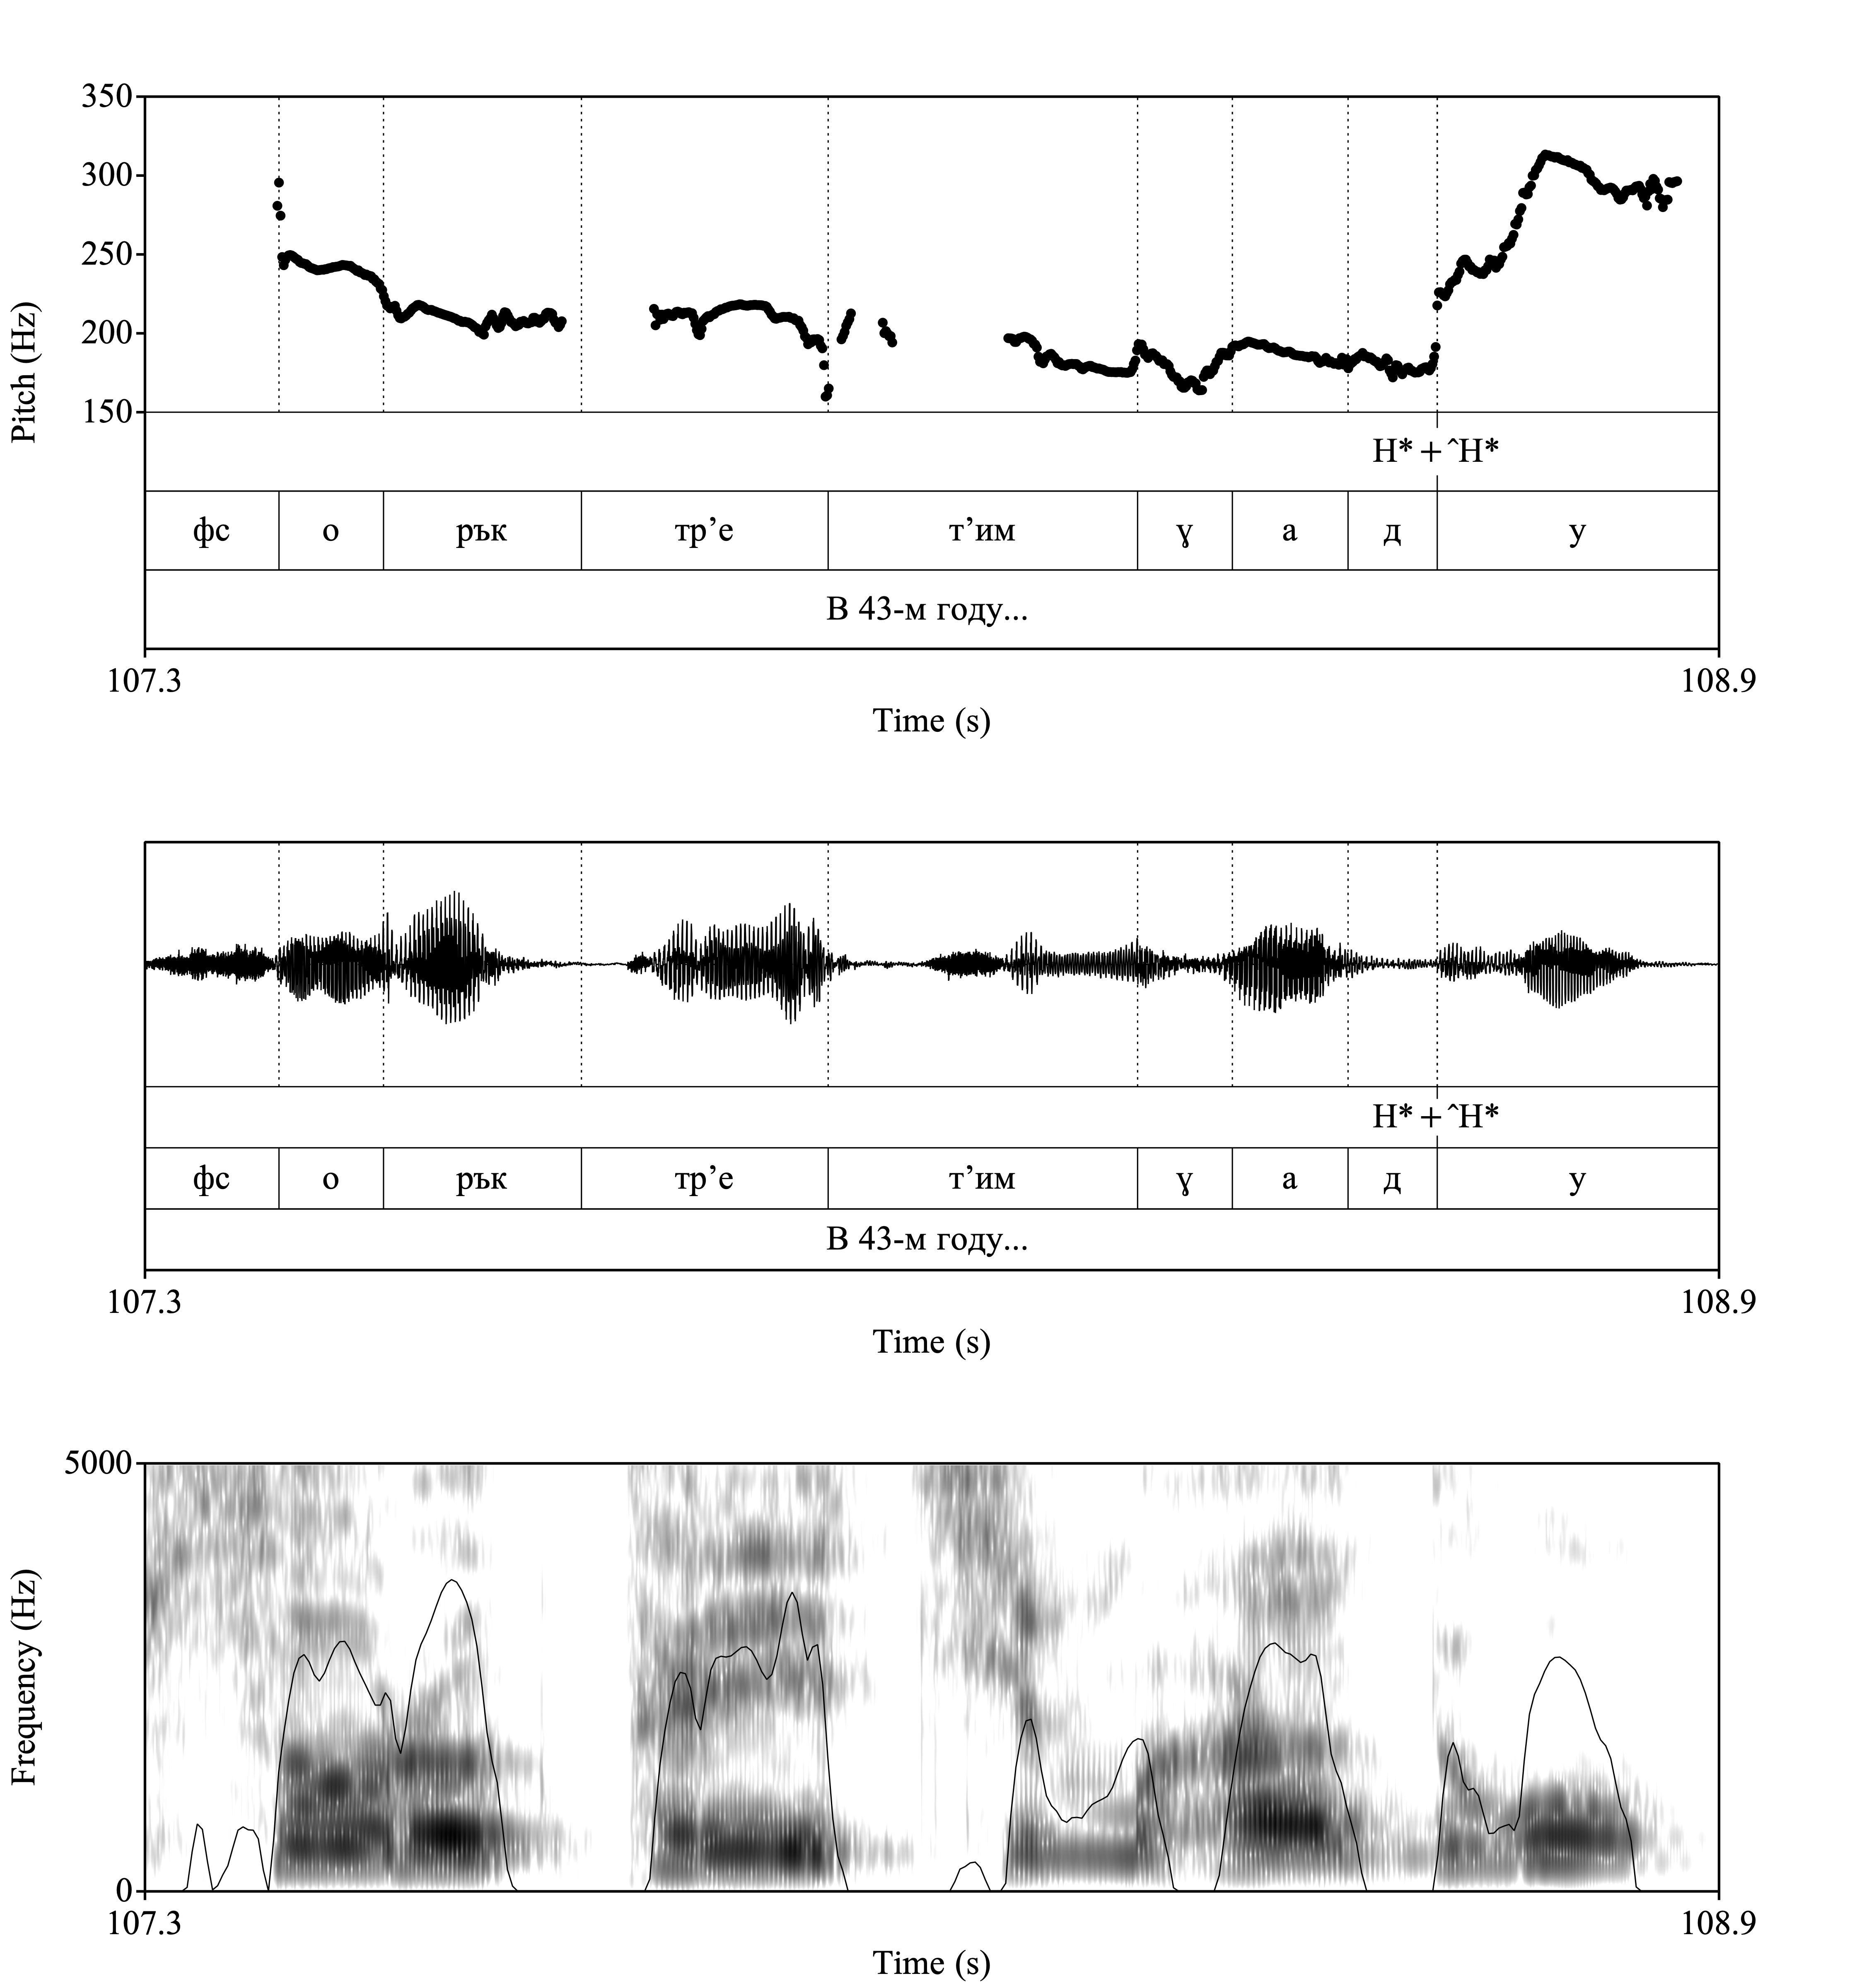 350
300
250
200
150
Pitch (Hz)
H* + ˆH*
фс о рък тр’е т’им ɣ а д у
В 43-м году...
107.3 108.9
Time (s)
H* + ˆH*
фс о рък тр’е т’им ɣ а д у
В 43-м году...
107.3 108.9
Time (s)
5000
Frequency (Hz)
0
107.3 108.9
Time (s)